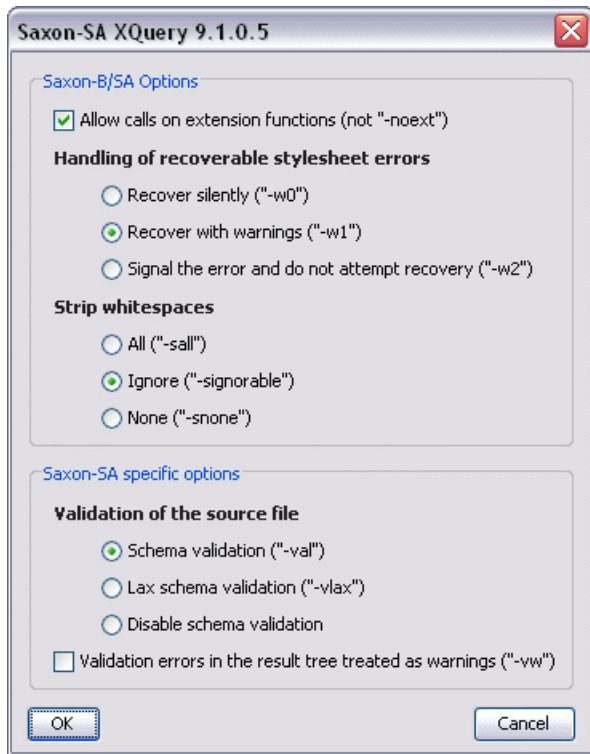 Saxon-SA XQuery 9.1.0.5
Saxon-B/SA Options
Allow calls on extension functions (not "-noext")
Handling of recoverable stylesheet errors
Recover silently ("-w0")
Recover with warnings ("-w1")
Signal the error and do not attempt recovery ("-w2")
Strip whitespaces
All ("-sall")
Ignore ("-signorable")
None ("-snone")
Saxon-SA specific options
Validation of the source file
Schema validation ("-val")
Lax schema validation ("-vlax")
Disable schema validation
Validation errors in the result tree treated as warnings ("-vw")
OK
Cancel